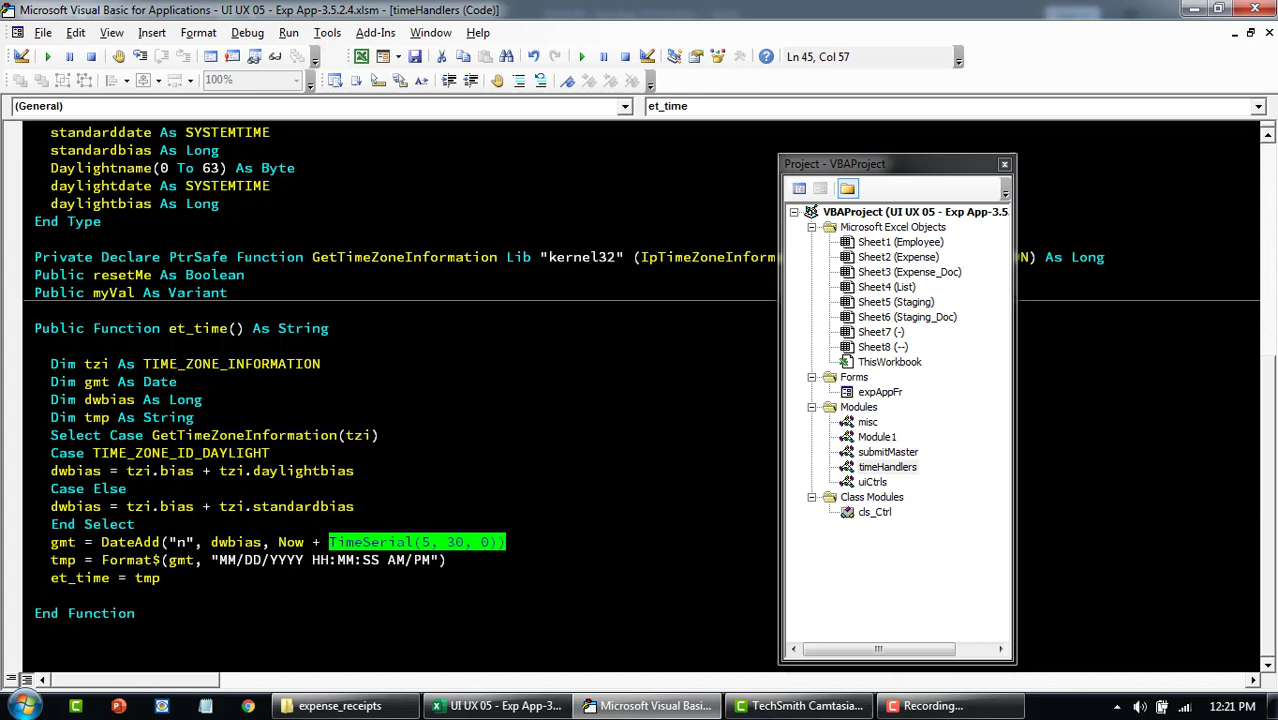 Microsoft Visual Basic for Applications - UI UX 05 - Exp App-3.5.2.4.xlsm - [timeHandlers (Code)]
File Edit View Insert Format Debug Run Tools Add-Ins Window Help
Ln 45, Col 57
100%
(General) et_time
standarddate As SYSTEMTIME
standardbias As Long
Daylightname(0 To 63) As Byte
daylightdate As SYSTEMTIME
daylightbias As Long
End Type
Private Declare PtrSafe Function GetTimeZoneInformation Lib "kernel32" (IpTimeZoneInform N) As Long
Public resetMe As Boolean
Public myVal As Variant
Public Function et_time() As String
Dim tzi As TIME_ZONE_INFORMATION
Dim gmt As Date
Dim dwbias As Long
Dim tmp As String
Select Case GetTimeZoneInformation(tzi)
Case TIME_ZONE_ID_DAYLIGHT
dwbias = tzi.bias + tzi.daylightbias
Case Else
dwbias = tzi.bias + tzi.standardbias
End Select
gmt = DateAdd("n", dwbias, Now + TimeSerial(5, 30, 0))
tmp = Format$(gmt, "MM/DD/YYYY HH:MM:SS AM/PM")
et_time = tmp
End Function
Project - VBAProject
VBAProject (UI UX 05 - Exp App-3.5.
Microsoft Excel Objects
Sheet1 (Employee)
Sheet2 (Expense)
Sheet3 (Expense_Doc)
Sheet4 (List)
Sheet5 (Staging)
Sheet6 (Staging_Doc)
Sheet7 (-)
Sheet8 (--)
ThisWorkbook
Forms
expAppFr
Modules
misc
Module1
submitMaster
timeHandlers
uiCtrls
Class Modules
cls_Ctrl
expense_receipts
UI UX 05 - Exp App-3....
Microsoft Visual Basi...
TechSmith Camtasia...
Recording...
12:21 PM